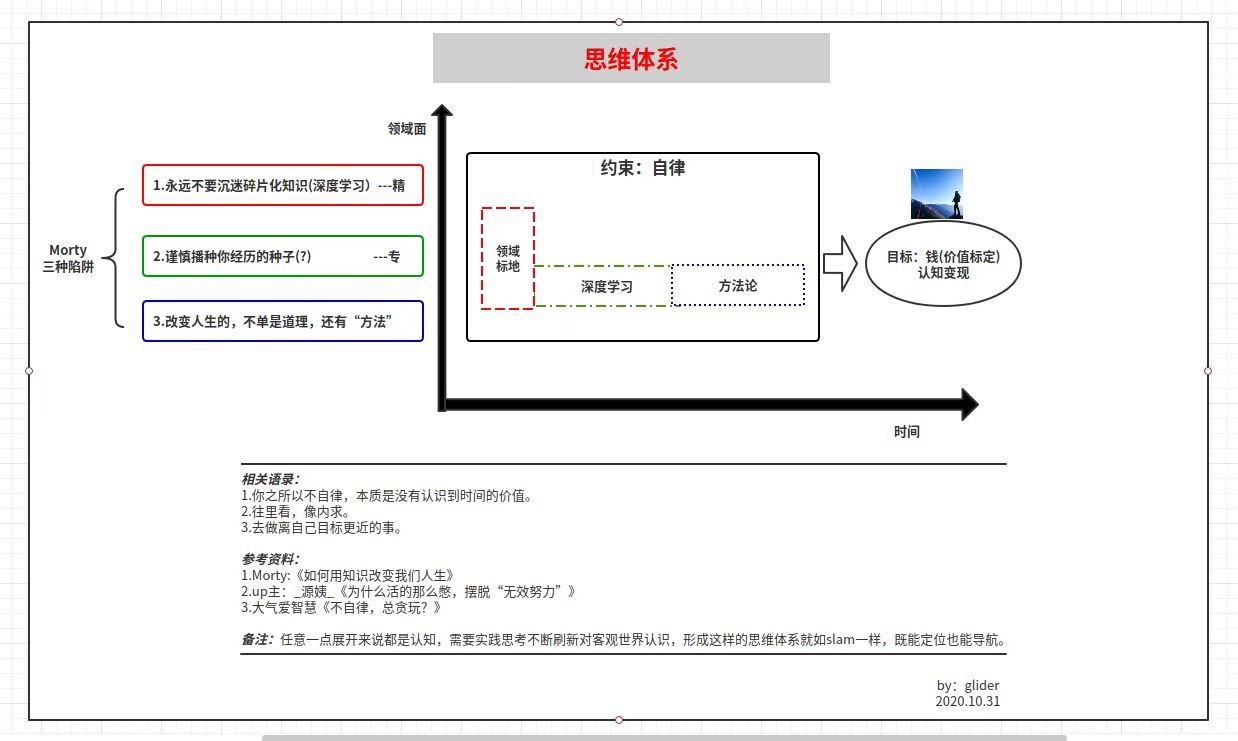 思维体系
领域面
约束：自律
1.永远不要沉迷碎片化知识(深度学习）---精
2.谨慎播种你经历的种子(?) ---专
3.改变人生的，不单是道理，还有“方法”
Morty
三种陷阱
领域
标地
深度学习
方法论
目标：钱(价值标定)
认知变现
时间
相关语录：
1.你之所以不自律，本质是没有认识到时间的价值。
2.往里看，像内求。
3.去做离自己目标更近的事。
参考资料：
1.Morty:《如何用知识改变我们人生》
2.up主：_源姨_《为什么活的那么憋，摆脱“无效努力”》
3.大气爱智慧《不自律，总贪玩？》
备注：任意一点展开来说都是认知，需要实践思考不断刷新对客观世界认识，形成这样的思维体系就如slam一样，既能定位也能导航。
by：glider
2020.10.31